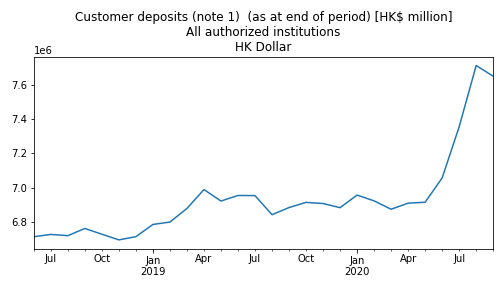 Customer deposits (note 1)  (as at end of period) [HK$ million]
All authorized institutions
HK Dollar
1e6
7.6
7.4
7.2
7.0
6.8
Jul Oct Jan Apr Jul Oct Jan Apr Jul
2019 2020